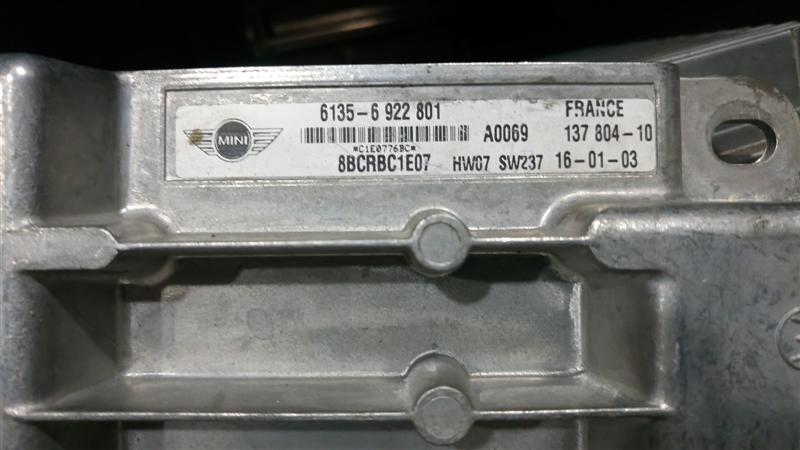 6135-6 922 801
FRANCE
MINI
A0069
137 804-10
*C1E0776BC*
8BCRBC1E07 HW07 SW237 16-01-03